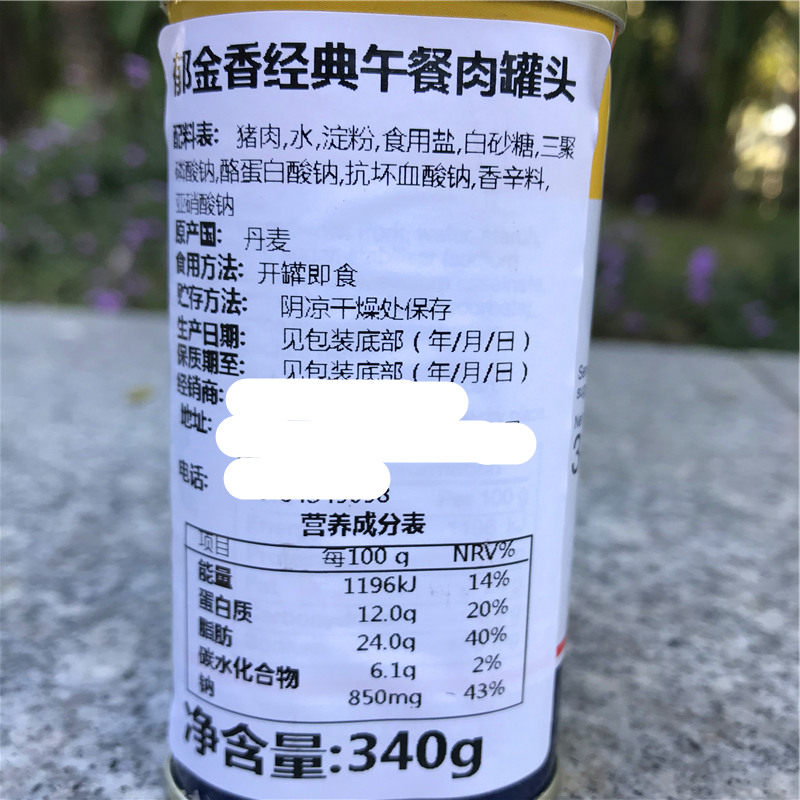 郁金香经典午餐肉罐头
配料表: 猪肉,水,淀粉,食用盐,白砂糖,三聚
磷酸钠,酪蛋白酸钠,抗坏血酸钠,香辛料,
亚硝酸钠
原产国: 丹麦
食用方法: 开罐即食
贮存方法: 阴凉干燥处保存
生产日期: 见包装底部 ( 年/月/日 )
保质期至: 见包装底部 ( 年/月/日 )
经销商:
地址:
电话:
营养成分表
项目 每100 g NRV%
能量 1196kJ 14%
蛋白质 12.0g 20%
脂肪 24.0g 40%
碳水化合物 6.1g 2%
钠 850mg 43%
净含量:340g